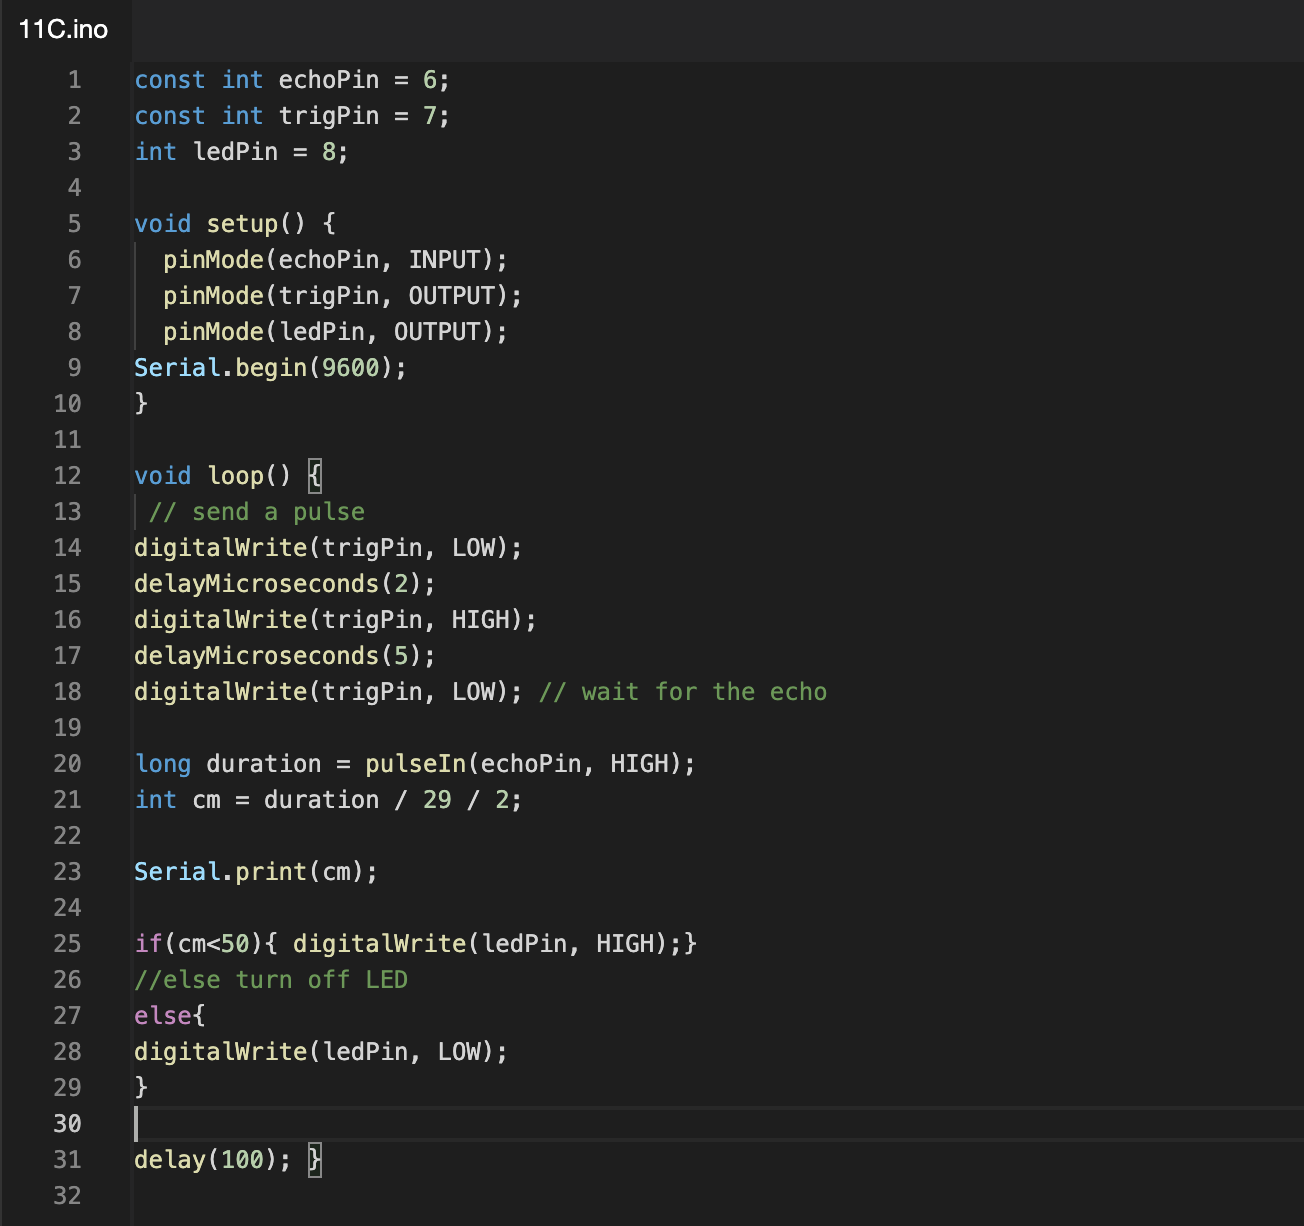 11C.ino
1 const int echoPin = 6;
2 const int trigPin = 7;
3 int ledPin = 8;
4
5 void setup() {
6   pinMode(echoPin, INPUT);
7   pinMode(trigPin, OUTPUT);
8   pinMode(ledPin, OUTPUT);
9 Serial.begin(9600);
10 }
11
12 void loop() {
13  // send a pulse
14 digitalWrite(trigPin, LOW);
15 delayMicroseconds(2);
16 digitalWrite(trigPin, HIGH);
17 delayMicroseconds(5);
18 digitalWrite(trigPin, LOW); // wait for the echo
19
20 long duration = pulseIn(echoPin, HIGH);
21 int cm = duration / 29 / 2;
22
23 Serial.print(cm);
24
25 if(cm<50){ digitalWrite(ledPin, HIGH);}
26 //else turn off LED
27 else{
28 digitalWrite(ledPin, LOW);
29 }
30
31 delay(100); }
32